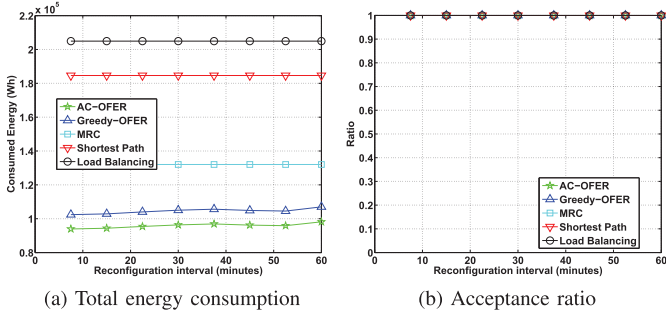 x 10^5
2.2
2
1.8
1.6
1.4
1.2
1
0.8
0 10 20 30 40 50 60
Consumed Energy (Wh)
Reconfiguration interval (minutes)
AC-OFER
Greedy-OFER
MRC
Shortest Path
Load Balancing
(a) Total energy consumption
1
0.9
0.8
0.7
0.6
0.5
0.4
0.3
0.2
0.1
0
0 10 20 30 40 50 60
Ratio
Reconfiguration interval (minutes)
AC-OFER
Greedy-OFER
MRC
Shortest Path
Load Balancing
(b) Acceptance ratio